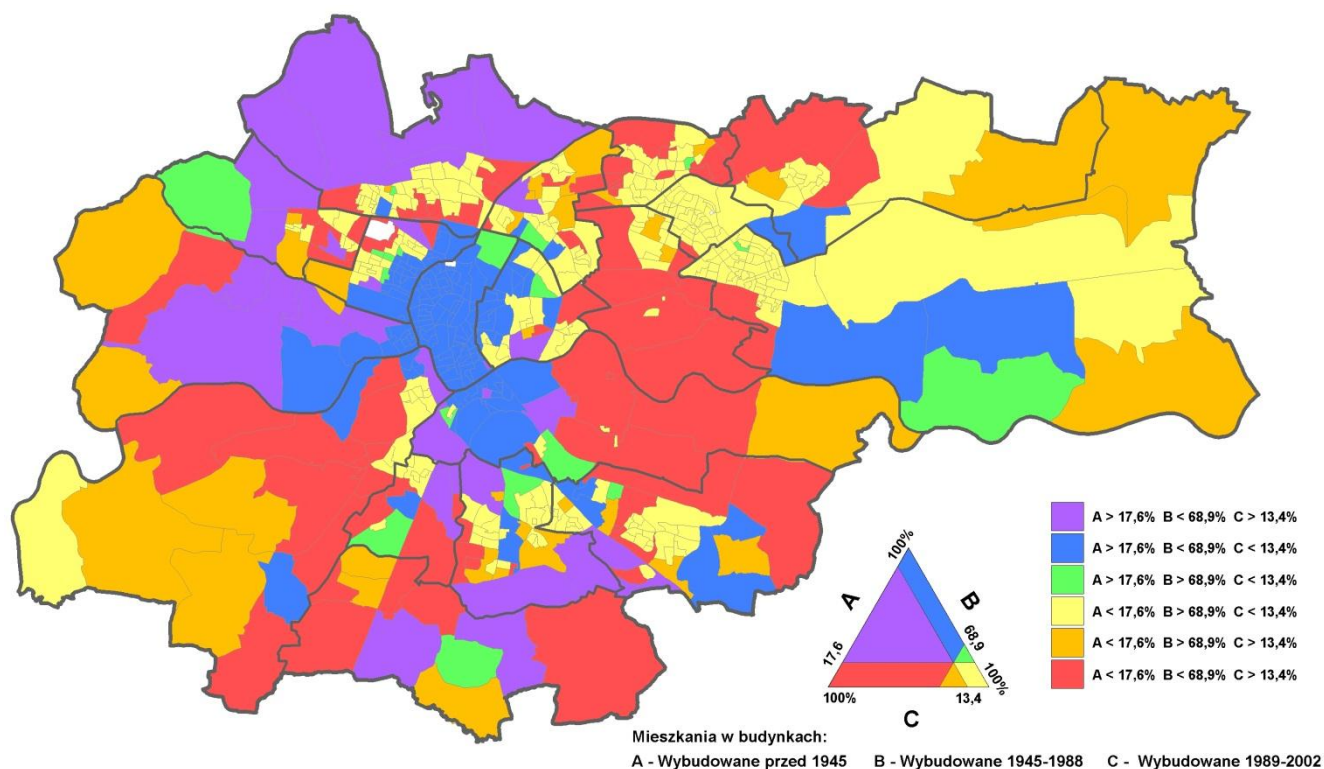 A > 17,6% B < 68,9% C > 13,4%
A > 17,6% B < 68,9% C < 13,4%
A > 17,6% B > 68,9% C < 13,4%
A < 17,6% B > 68,9% C < 13,4%
A < 17,6% B > 68,9% C > 13,4%
A < 17,6% B < 68,9% C > 13,4%
100%
A
B
17,6
68,9
100%
100%
13,4
C
Mieszkania w budynkach:
A - Wybudowane przed 1945 B - Wybudowane 1945-1988 C - Wybudowane 1989-2002